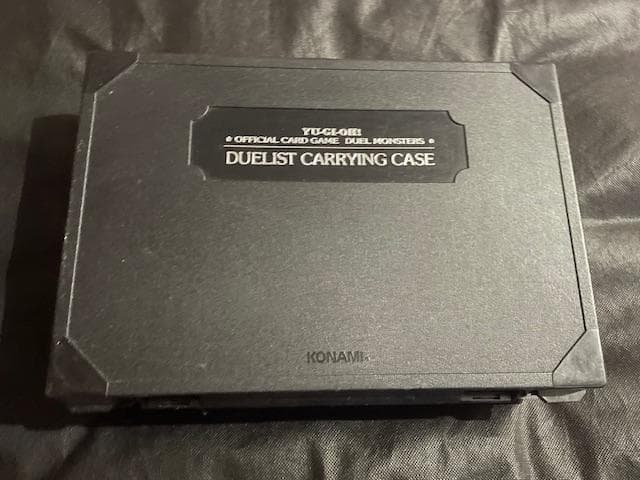 YU-GI-OH!
OFFICIAL CARD GAME DUEL MONSTERS
DUELIST CARRYING CASE
KONAMI